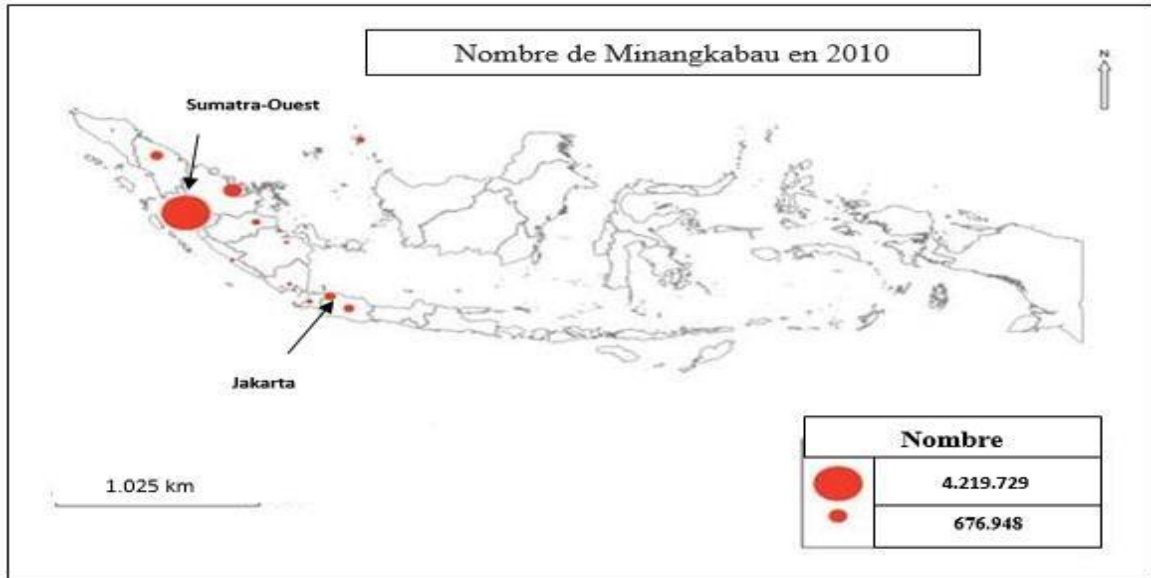 Nombre de Minangkabau en 2010
N
Sumatra-Ouest
Jakarta
1.025 km
Nombre
4.219.729
676.948